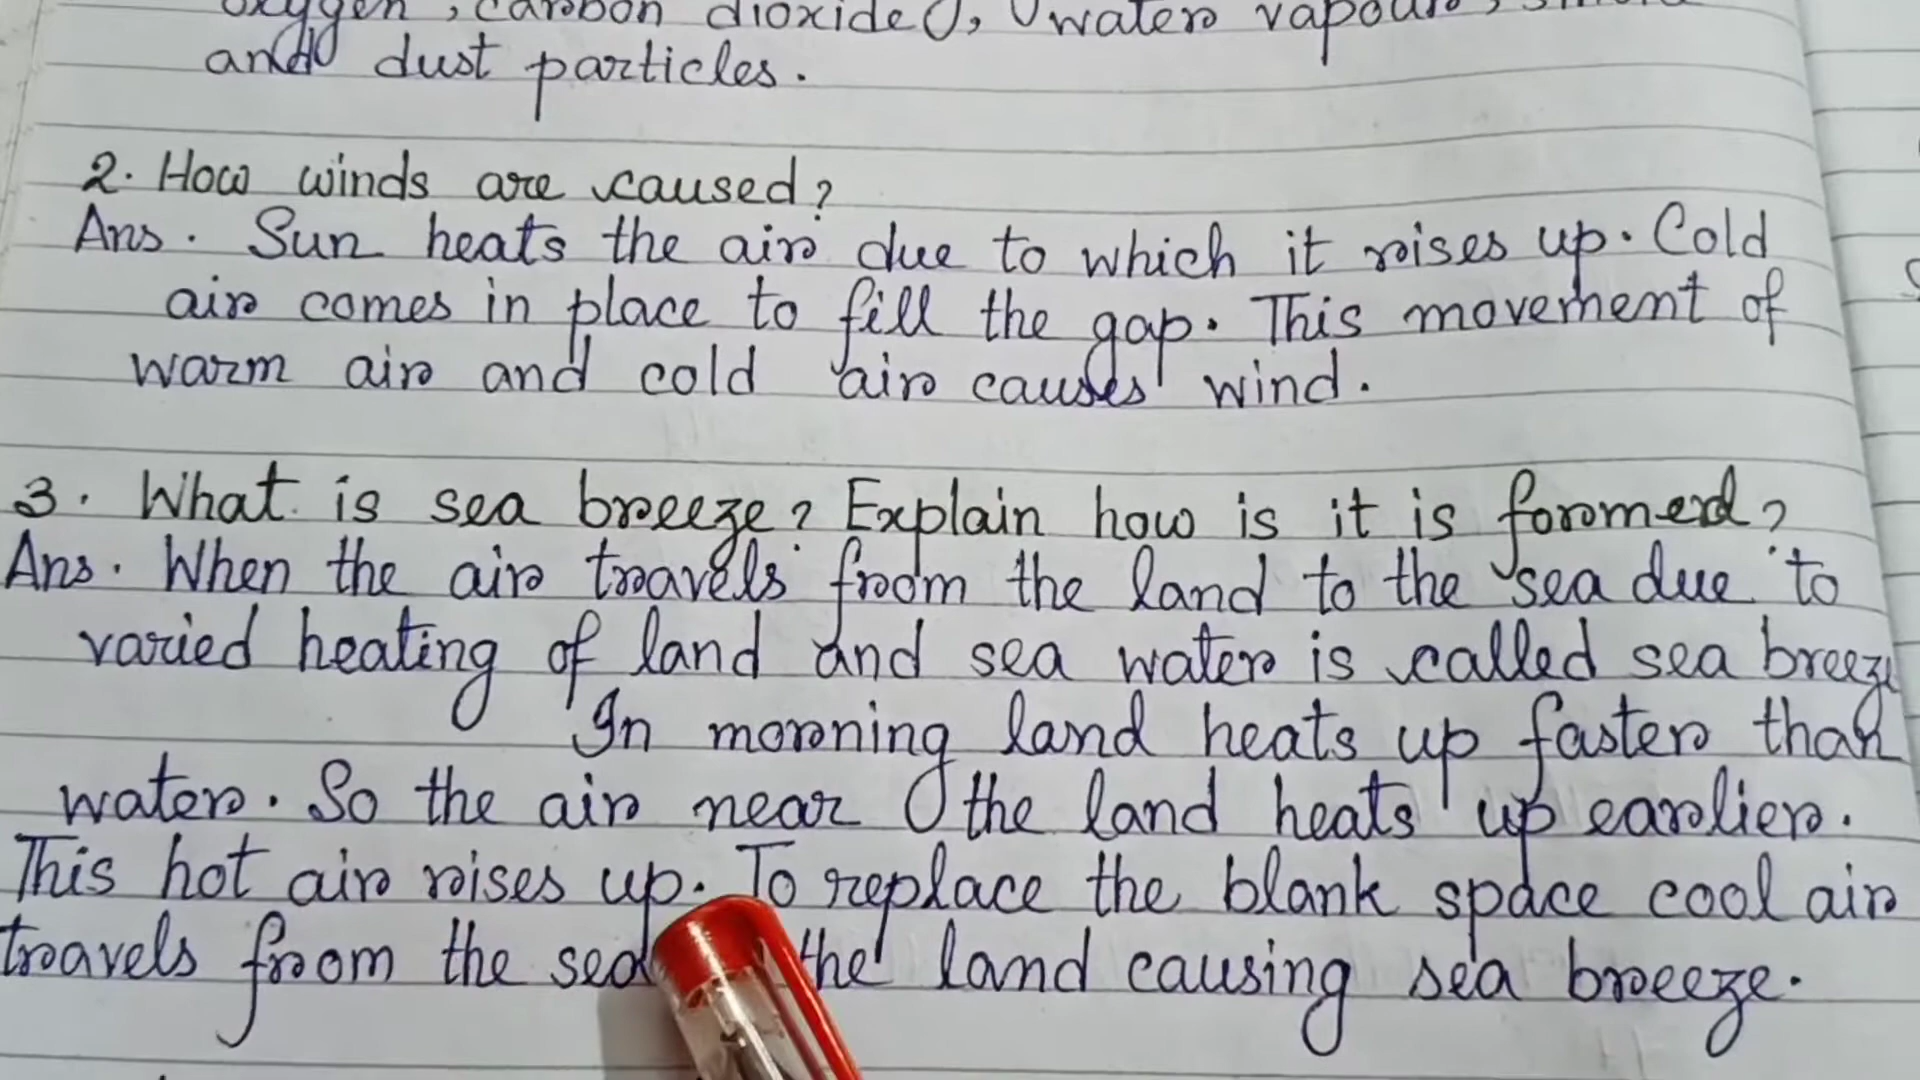 oxygen, carbon dioxide, water vapour,
and dust particles.
2. How winds are caused?
Ans. Sun heats the air due to which it rises up. Cold
air comes in place to fill the gap. This movement of
warm air and cold air causes wind.
3. What is sea breeze? Explain how is it is formed?
Ans. When the air travels from the land to the sea due to
varied heating of land and sea water is called sea breeze
In morning land heats up faster than
water. So the air near the land heats up earlier.
This hot air rises up. To replace the blank space cool air
travels from the sea the land causing sea breeze.